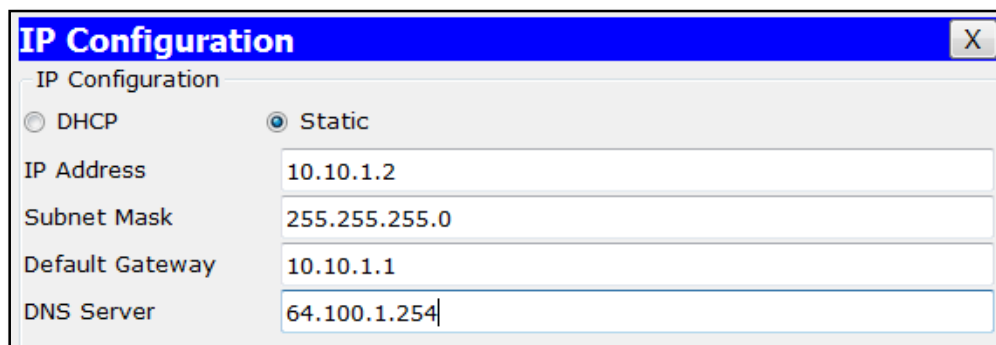 IP Configuration X
IP Configuration
DHCP Static
IP Address 10.10.1.2
Subnet Mask 255.255.255.0
Default Gateway 10.10.1.1
DNS Server 64.100.1.254